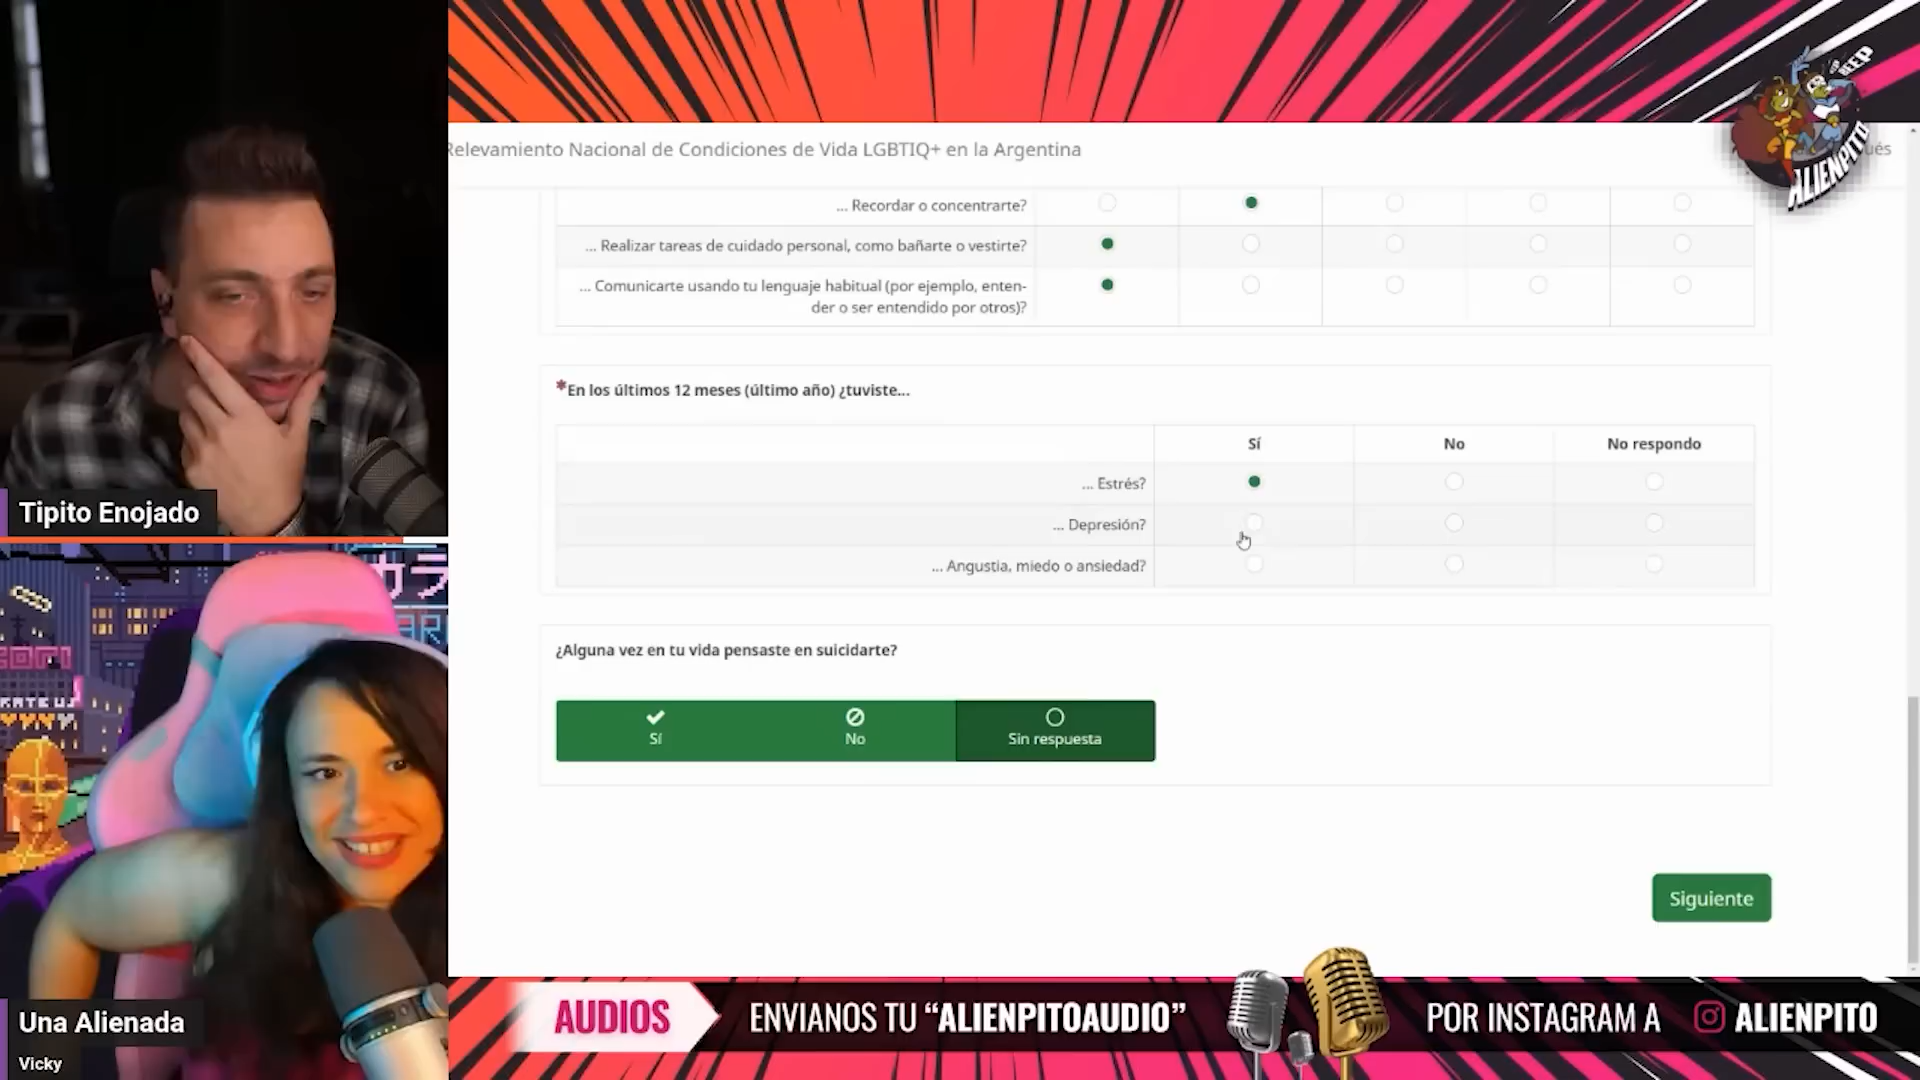 Relevamiento Nacional de Condiciones de Vida LGBTIQ+ en la Argentina
... Recordar o concentrarte?
... Realizar tareas de cuidado personal, como bañarte o vestirte?
... Comunicarte usando tu lenguaje habitual (por ejemplo, enten-
der o ser entendido por otros)?
*En los últimos 12 meses (último año) ¿tuviste...
Sí No No respondo
... Estrés?
... Depresión?
... Angustia, miedo o ansiedad?
¿Alguna vez en tu vida pensaste en suicidarte?
Sí No Sin respuesta
Siguiente
BEEP
ALIENPITO
Tipito Enojado
Una Alienada
Vicky
AUDIOS ENVIANOS TU “ALIENPITOAUDIO” POR INSTAGRAM A ALIENPITO